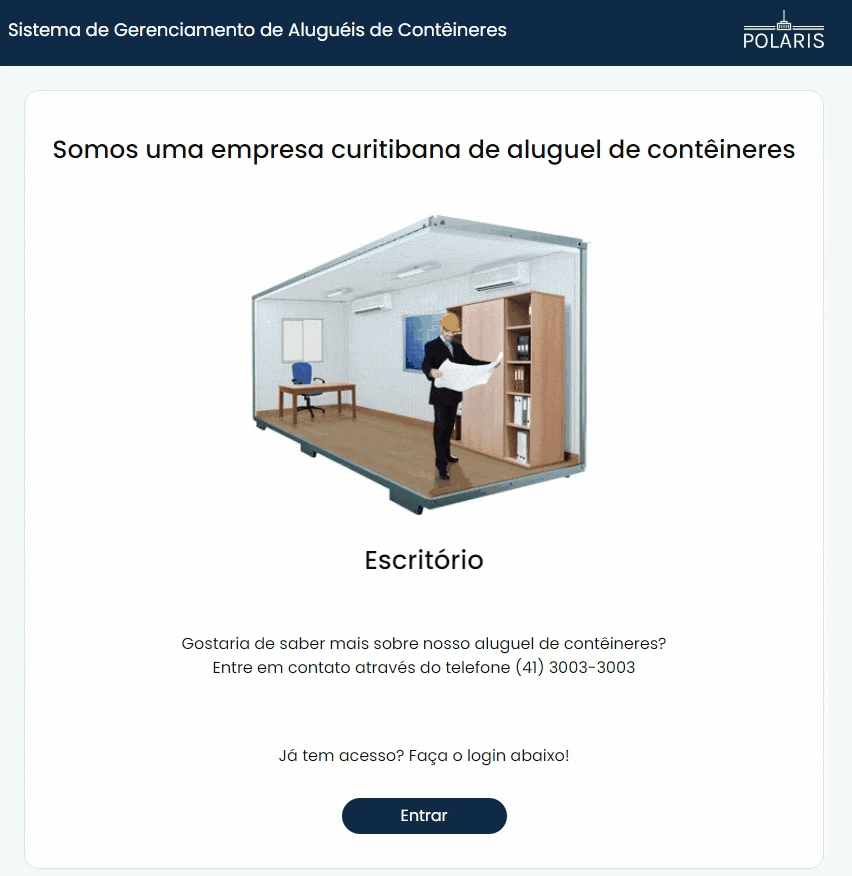 Sistema de Gerenciamento de Aluguéis de Contêineres
POLARIS
Somos uma empresa curitibana de aluguel de contêineres
Escritório
Gostaria de saber mais sobre nosso aluguel de contêineres?
Entre em contato através do telefone (41) 3003-3003
Já tem acesso? Faça o login abaixo!
Entrar